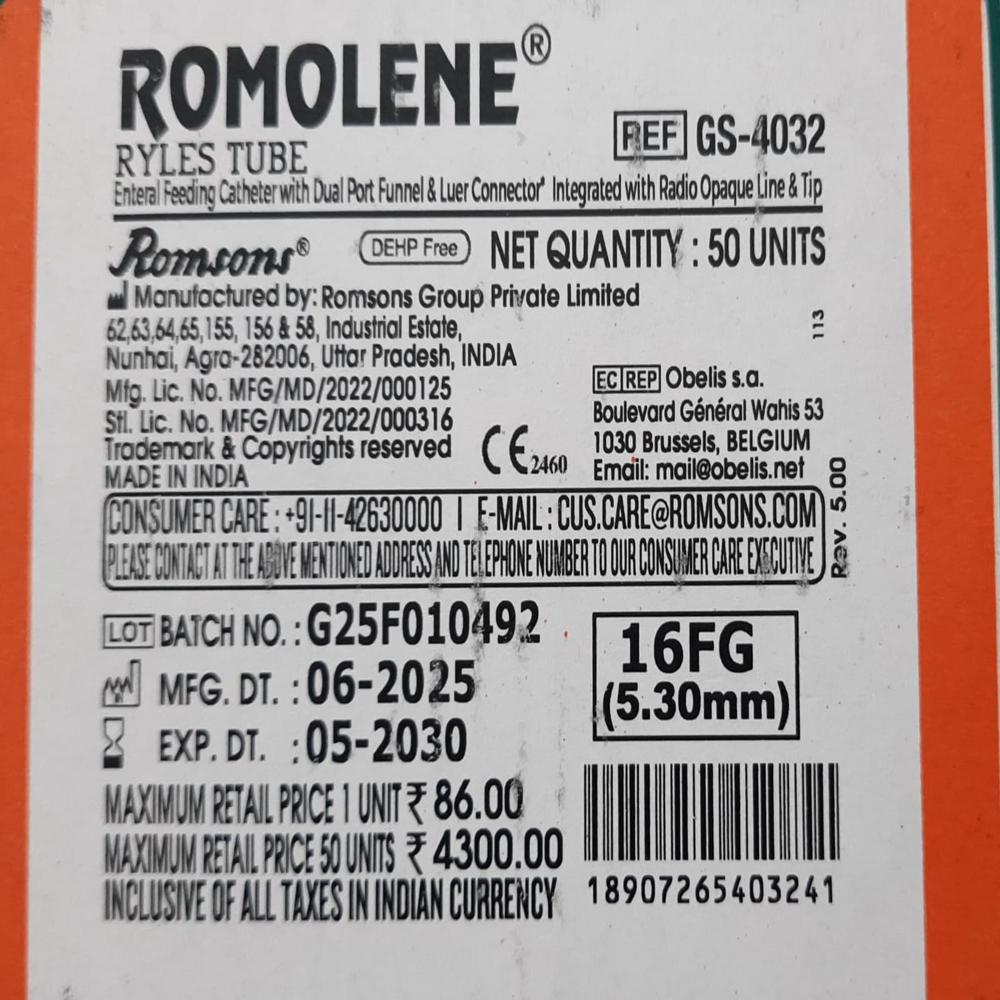 ROMOLENE®
RYLES TUBE
REF GS-4032
Enteral Feeding Catheter with Dual Port Funnel & Luer Connector* Integrated with Radio Opaque Line & Tip
Romsons®
DEHP Free
NET QUANTITY : 50 UNITS
Manufactured by: Romsons Group Private Limited
62,63,64,65,155, 156 & 58, Industrial Estate,
Nunhai, Agra-282006, Uttar Pradesh, INDIA
Mfg. Lic. No. MFG/MD/2022/000125
Stl. Lic. No. MFG/MD/2022/000316
Trademark & Copyrights reserved
MADE IN INDIA
CE 2460
113
EC REP Obelis s.a.
Boulevard Général Wahis 53
1030 Brussels, BELGIUM
Email: mail@obelis.net
Rev. 5.00
CONSUMER CARE : +91-11-42630000 | E-MAIL : CUS.CARE@ROMSONS.COM
PLEASE CONTACT AT THE ABOVE MENTIONED ADDRESS AND TELEPHONE NUMBER TO OUR CONSUMER CARE EXECUTIVE
LOT BATCH NO. : G25F010492
MFG. DT. : 06-2025
EXP. DT. : 05-2030
16FG
(5.30mm)
MAXIMUM RETAIL PRICE 1 UNIT ₹ 86.00
MAXIMUM RETAIL PRICE 50 UNITS ₹ 4300.00
INCLUSIVE OF ALL TAXES IN INDIAN CURRENCY
18907265403241